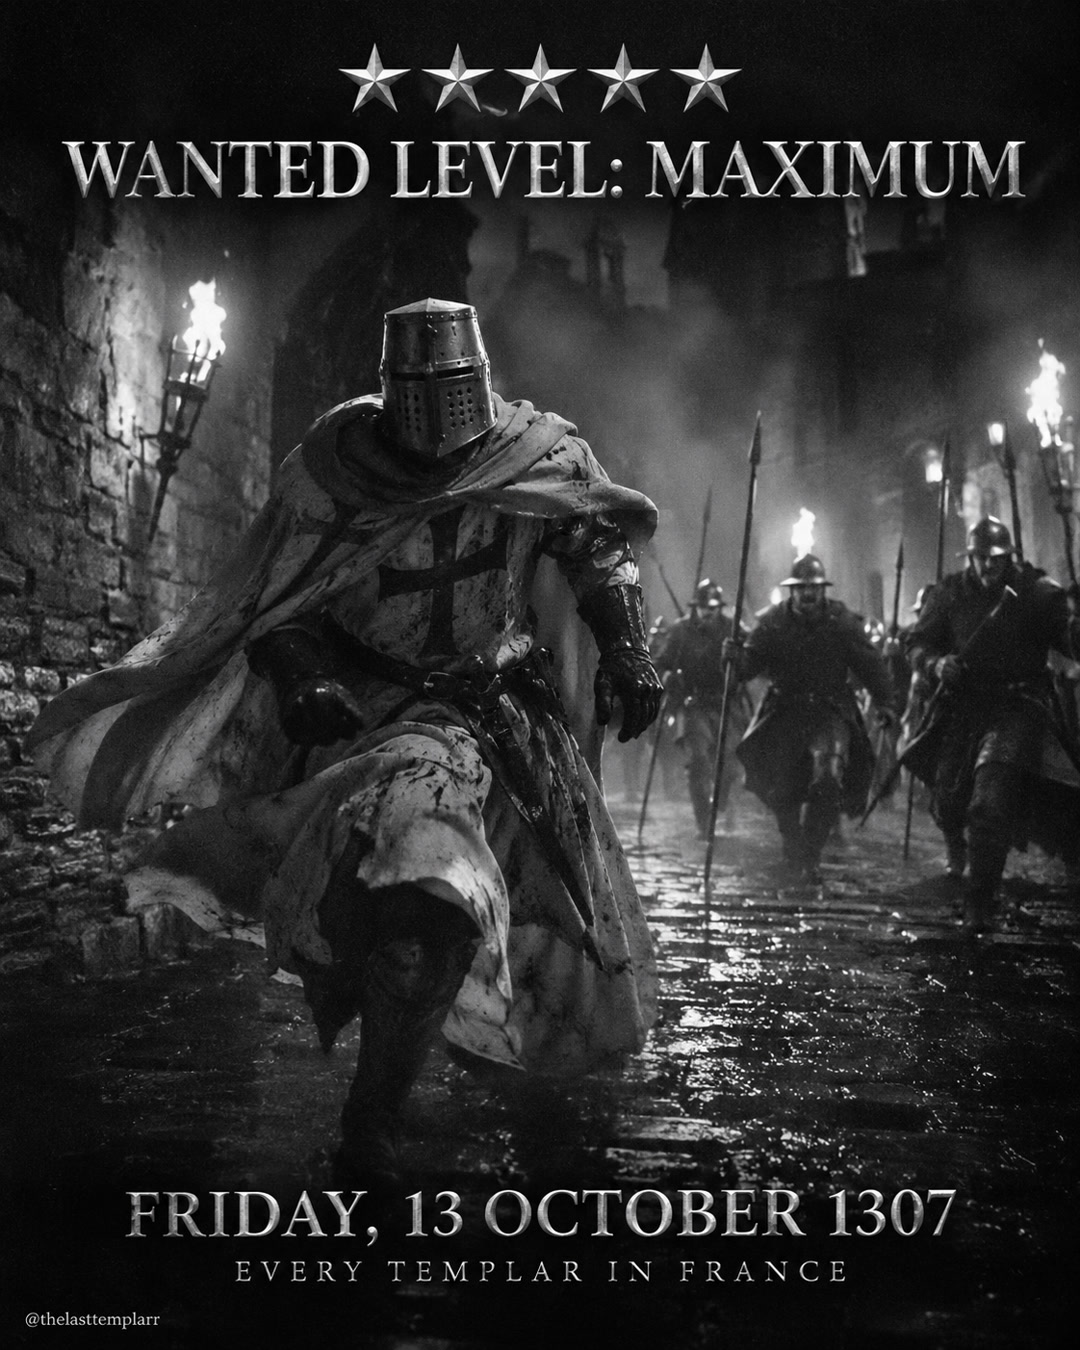 WANTED LEVEL: MAXIMUM
FRIDAY, 13 OCTOBER 1307
EVERY TEMPLAR IN FRANCE
@thelasttemplarr